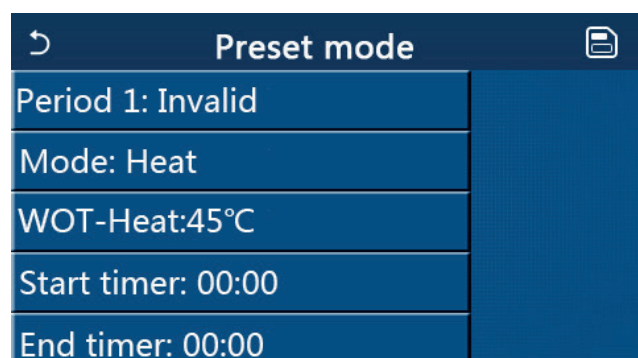 Preset mode
Period 1: Invalid
Mode: Heat
WOT-Heat:45℃
Start timer: 00:00
End timer: 00:00